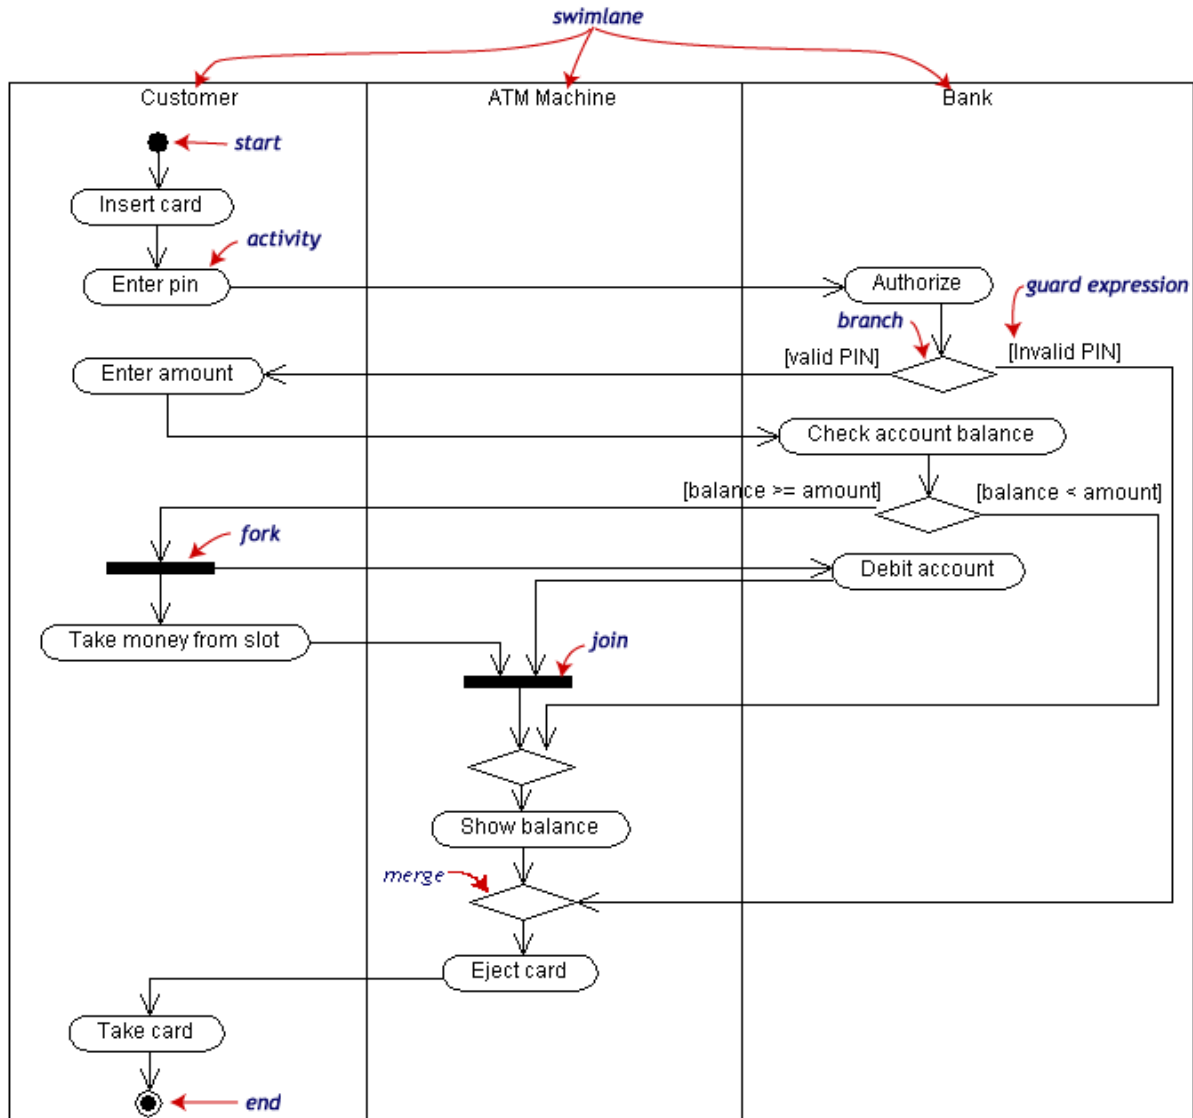 swimlane
Customer
ATM Machine
Bank
start
Insert card
activity
Enter pin
Authorize
guard expression
branch
[valid PIN]
[Invalid PIN]
Enter amount
Check account balance
[balance >= amount]
[balance < amount]
fork
Debit account
Take money from slot
join
Show balance
merge
Eject card
Take card
end